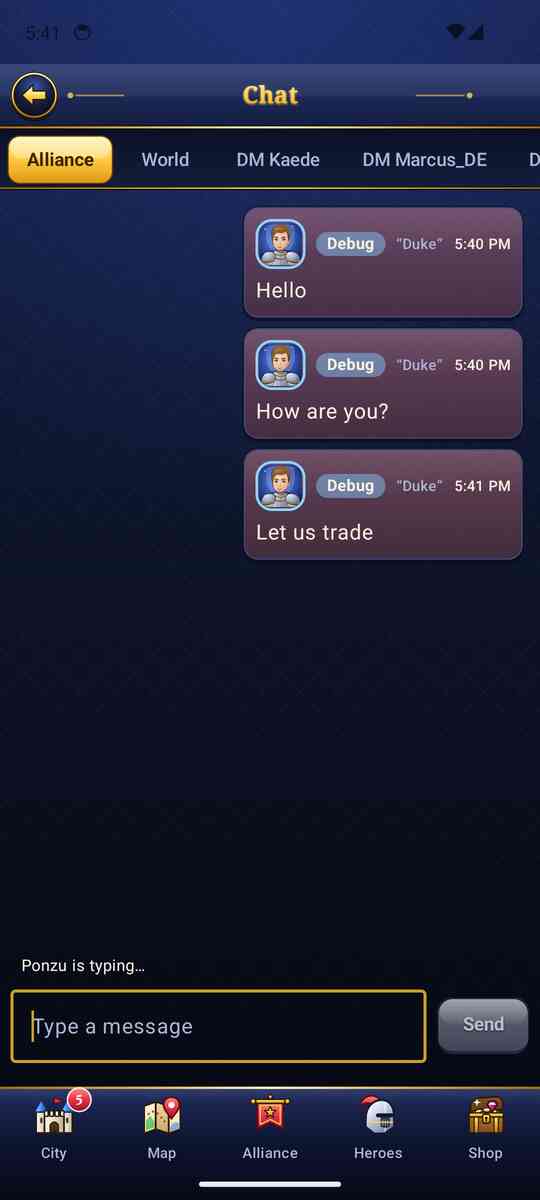 5:41
Chat
Alliance World DM Kaede DM Marcus_DE D
Debug “Duke” 5:40 PM
Hello
Debug “Duke” 5:40 PM
How are you?
Debug “Duke” 5:41 PM
Let us trade
Ponzu is typing…
Type a message
Send
5
City Map Alliance Heroes Shop